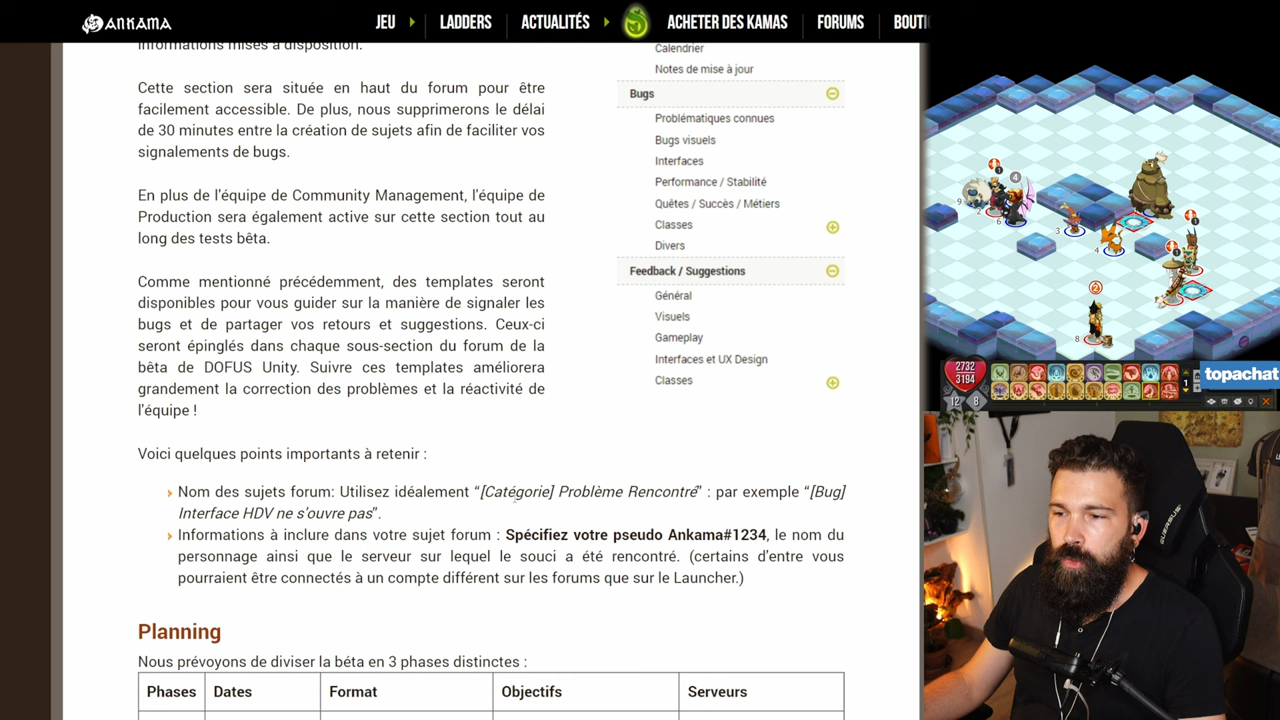 ANKAMA
JEU
LADDERS
ACTUALITÉS
ACHETER DES KAMAS
FORUMS
informations mises à disposition.
Cette section sera située en haut du forum pour être
facilement accessible. De plus, nous supprimerons le délai
de 30 minutes entre la création de sujets afin de faciliter vos
signalements de bugs.
En plus de l'équipe de Community Management, l'équipe de
Production sera également active sur cette section tout au
long des tests bêta.
Comme mentionné précédemment, des templates seront
disponibles pour vous guider sur la manière de signaler les
bugs et de partager vos retours et suggestions. Ceux-ci
seront épinglés dans chaque sous-section du forum de la
bêta de DOFUS Unity. Suivre ces templates améliorera
grandement la correction des problèmes et la réactivité de
l'équipe !
Calendrier
Notes de mise à jour
Bugs
Problématiques connues
Bugs visuels
Interfaces
Performance / Stabilité
Quêtes / Succès / Métiers
Classes
Divers
Feedback / Suggestions
Général
Visuels
Gameplay
Interfaces et UX Design
Classes
Voici quelques points importants à retenir :
Nom des sujets forum: Utilisez idéalement “[Catégorie] Problème Rencontré” : par exemple “[Bug]
Interface HDV ne s'ouvre pas”.
Informations à inclure dans votre sujet forum : Spécifiez votre pseudo Ankama#1234, le nom du
personnage ainsi que le serveur sur lequel le souci a été rencontré. (certains d'entre vous
pourraient être connectés à un compte différent sur les forums que sur le Launcher.)
Planning
Nous prévoyons de diviser la béta en 3 phases distinctes :
Phases Dates Format Objectifs Serveurs
9
2
6
4
3
4
2
8
2732
3194
12 8
1
topachat